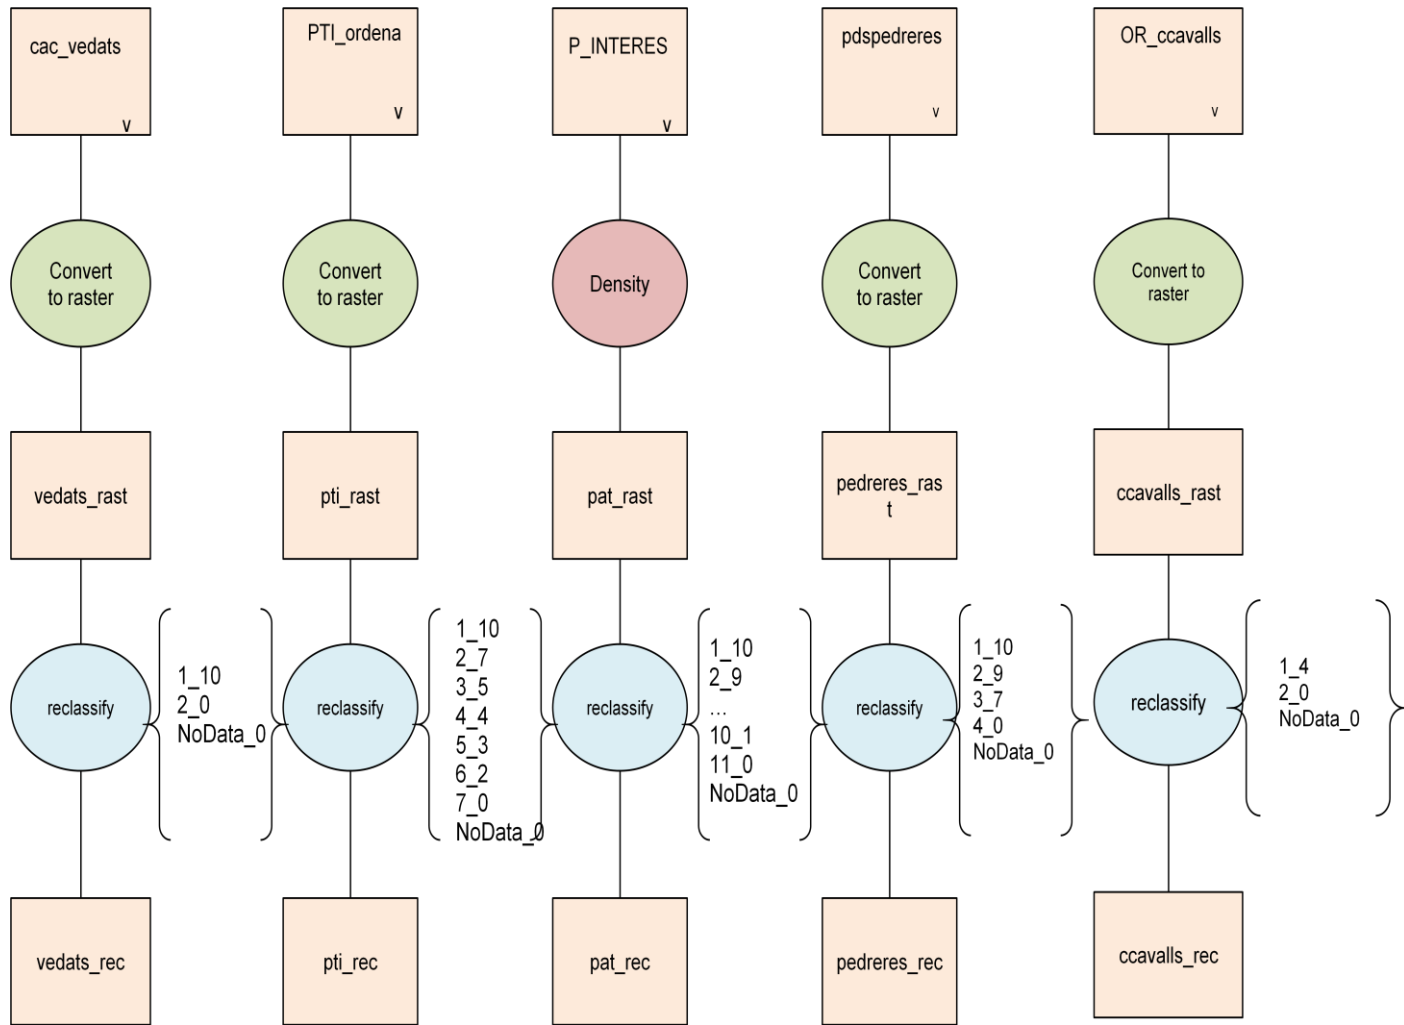 cac_vedats
v
PTI_ordena
v
P_INTERES
v
pdspedreres
v
OR_ccavalls
v
Convert
to raster
Convert
to raster
Density
Convert
to raster
Convert to
raster
vedats_rast
pti_rast
pat_rast
pedreres_ras
t
ccavalls_rast
reclassify
1_10
2_0
NoData_0
reclassify
1_10
2_7
3_5
4_4
5_3
6_2
7_0
NoData_0
reclassify
1_10
2_9
...
10_1
11_0
NoData_0
reclassify
1_10
2_9
3_7
4_0
NoData_0
reclassify
1_4
2_0
NoData_0
vedats_rec
pti_rec
pat_rec
pedreres_rec
ccavalls_rec